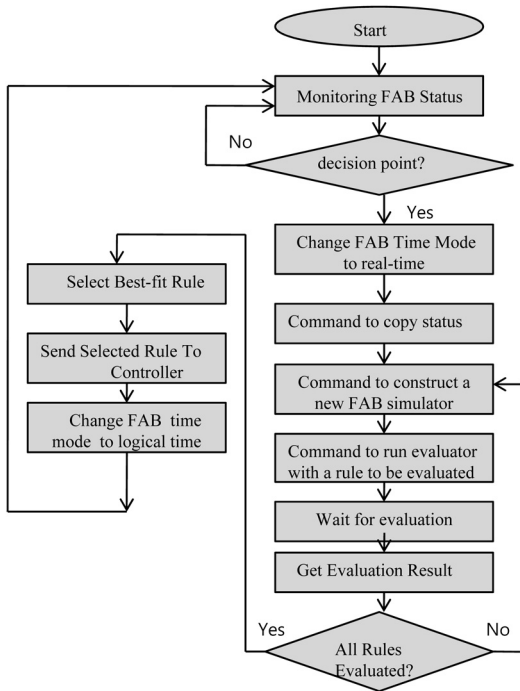 Start
Monitoring FAB Status
No
decision point?
Yes
Change FAB Time Mode
to real-time
Select Best-fit Rule
Command to copy status
Send Selected Rule To
Controller
Command to construct a
new FAB simulator
Change FAB time
mode to logical time
Command to run evaluator
with a rule to be evaluated
Wait for evaluation
Get Evaluation Result
Yes
No
All Rules
Evaluated?